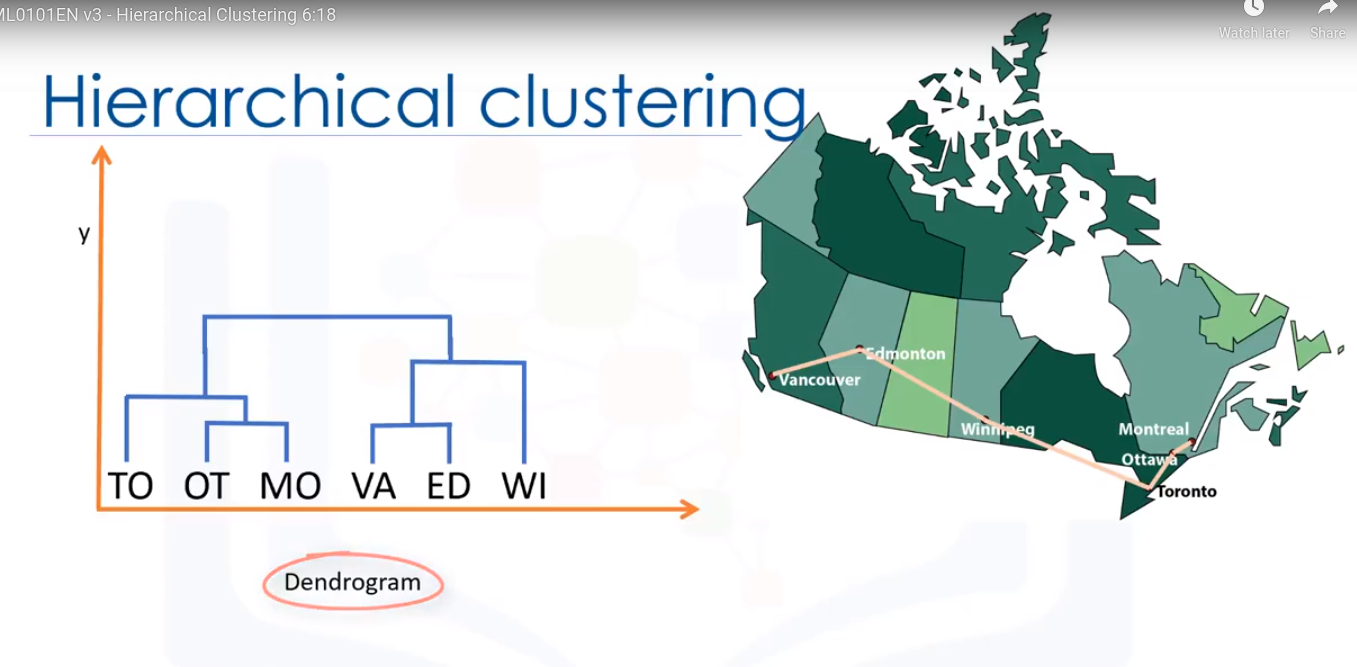 ML0101EN v3 - Hierarchical Clustering 6:18
Watch later Share
Hierarchical clustering
y
TO OT MO VA ED WI
Dendrogram
Edmonton
Vancouver
Winnipeg
Montreal
Ottawa
Toronto